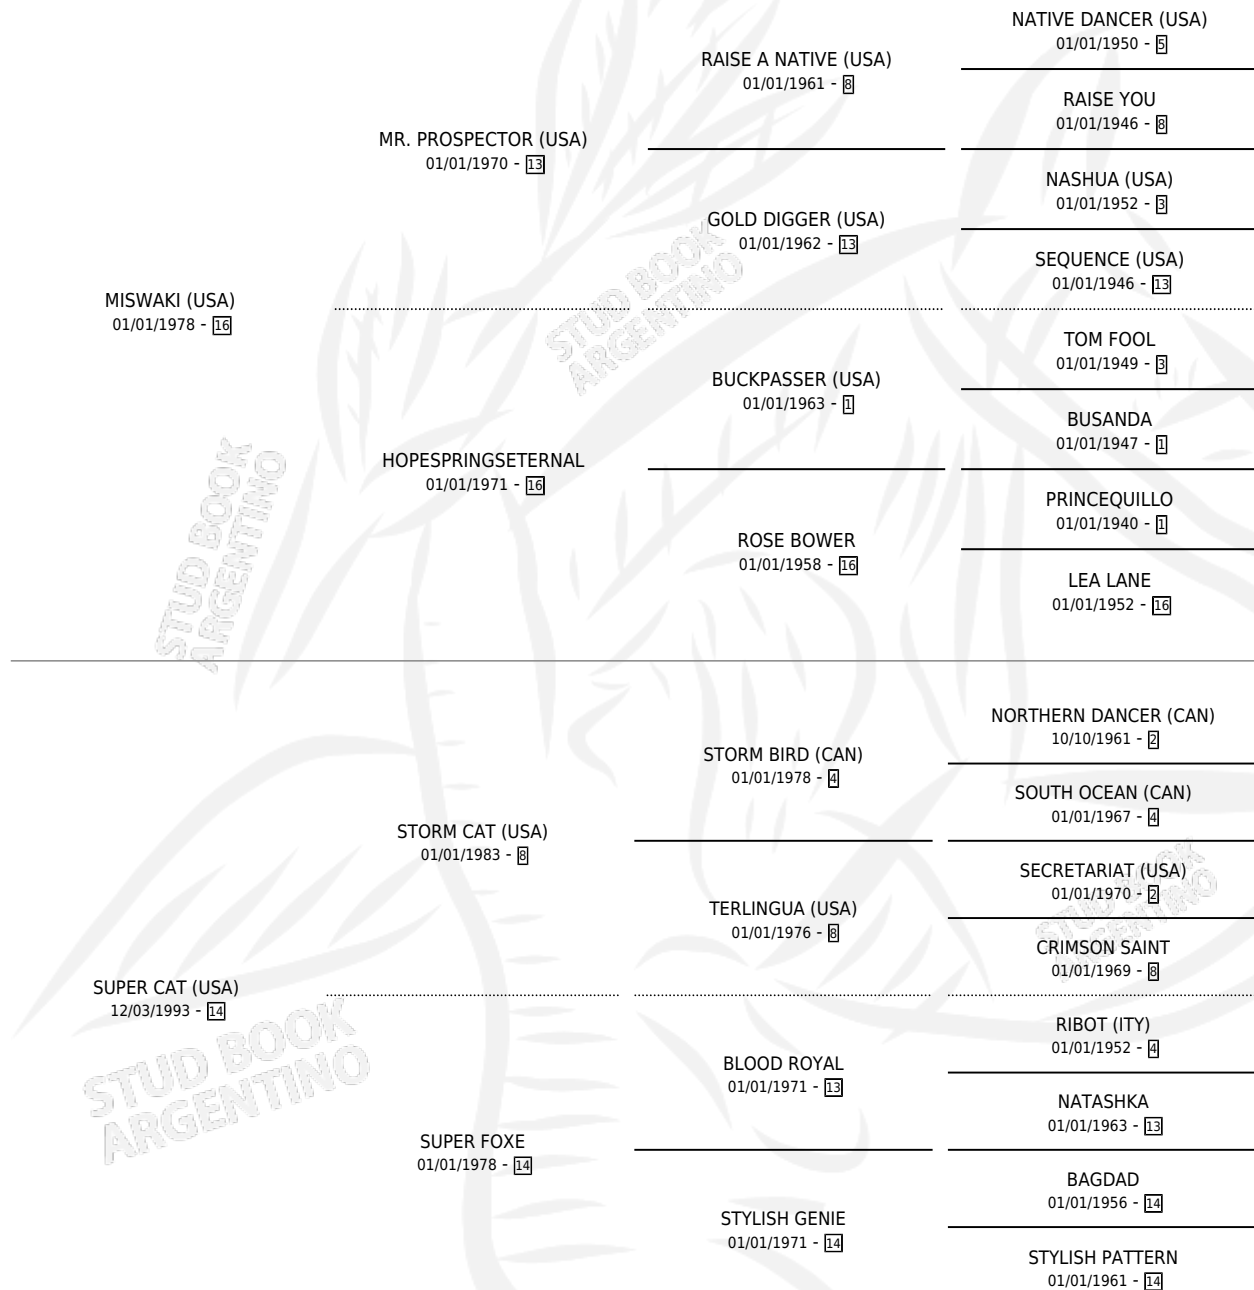 NATIVE DANCER (USA)
01/01/1950 - 5
RAISE A NATIVE (USA)
01/01/1961 - 8
RAISE YOU
01/01/1946 - 8
MR. PROSPECTOR (USA)
01/01/1970 - 13
NASHUA (USA)
01/01/1952 - 3
GOLD DIGGER (USA)
01/01/1962 - 13
SEQUENCE (USA)
01/01/1946 - 13
MISWAKI (USA)
01/01/1978 - 16
STUD BOOK
ARGENTINO
TOM FOOL
01/01/1949 - 3
BUCKPASSER (USA)
01/01/1963 - 1
BUSANDA
01/01/1947 - 1
HOPESPRINGSETERNAL
01/01/1971 - 16
PRINCEQUILLO
01/01/1940 - 1
ROSE BOWER
01/01/1958 - 16
LEA LANE
01/01/1952 - 16
STUD BOOK
ARGENTINO
NORTHERN DANCER (CAN)
10/10/1961 - 2
STORM BIRD (CAN)
01/01/1978 - 4
SOUTH OCEAN (CAN)
01/01/1967 - 4
STORM CAT (USA)
01/01/1983 - 8
SECRETARIAT (USA)
01/01/1970 - 2
TERLINGUA (USA)
01/01/1976 - 8
STUD BOOK
ARGENTINO
CRIMSON SAINT
01/01/1969 - 8
SUPER CAT (USA)
12/03/1993 - 14
STUD BOOK
ARGENTINO
RIBOT (ITY)
01/01/1952 - 4
BLOOD ROYAL
01/01/1971 - 13
NATASHKA
01/01/1963 - 13
SUPER FOXE
01/01/1978 - 14
BAGDAD
01/01/1956 - 14
STYLISH GENIE
01/01/1971 - 14
STYLISH PATTERN
01/01/1961 - 14